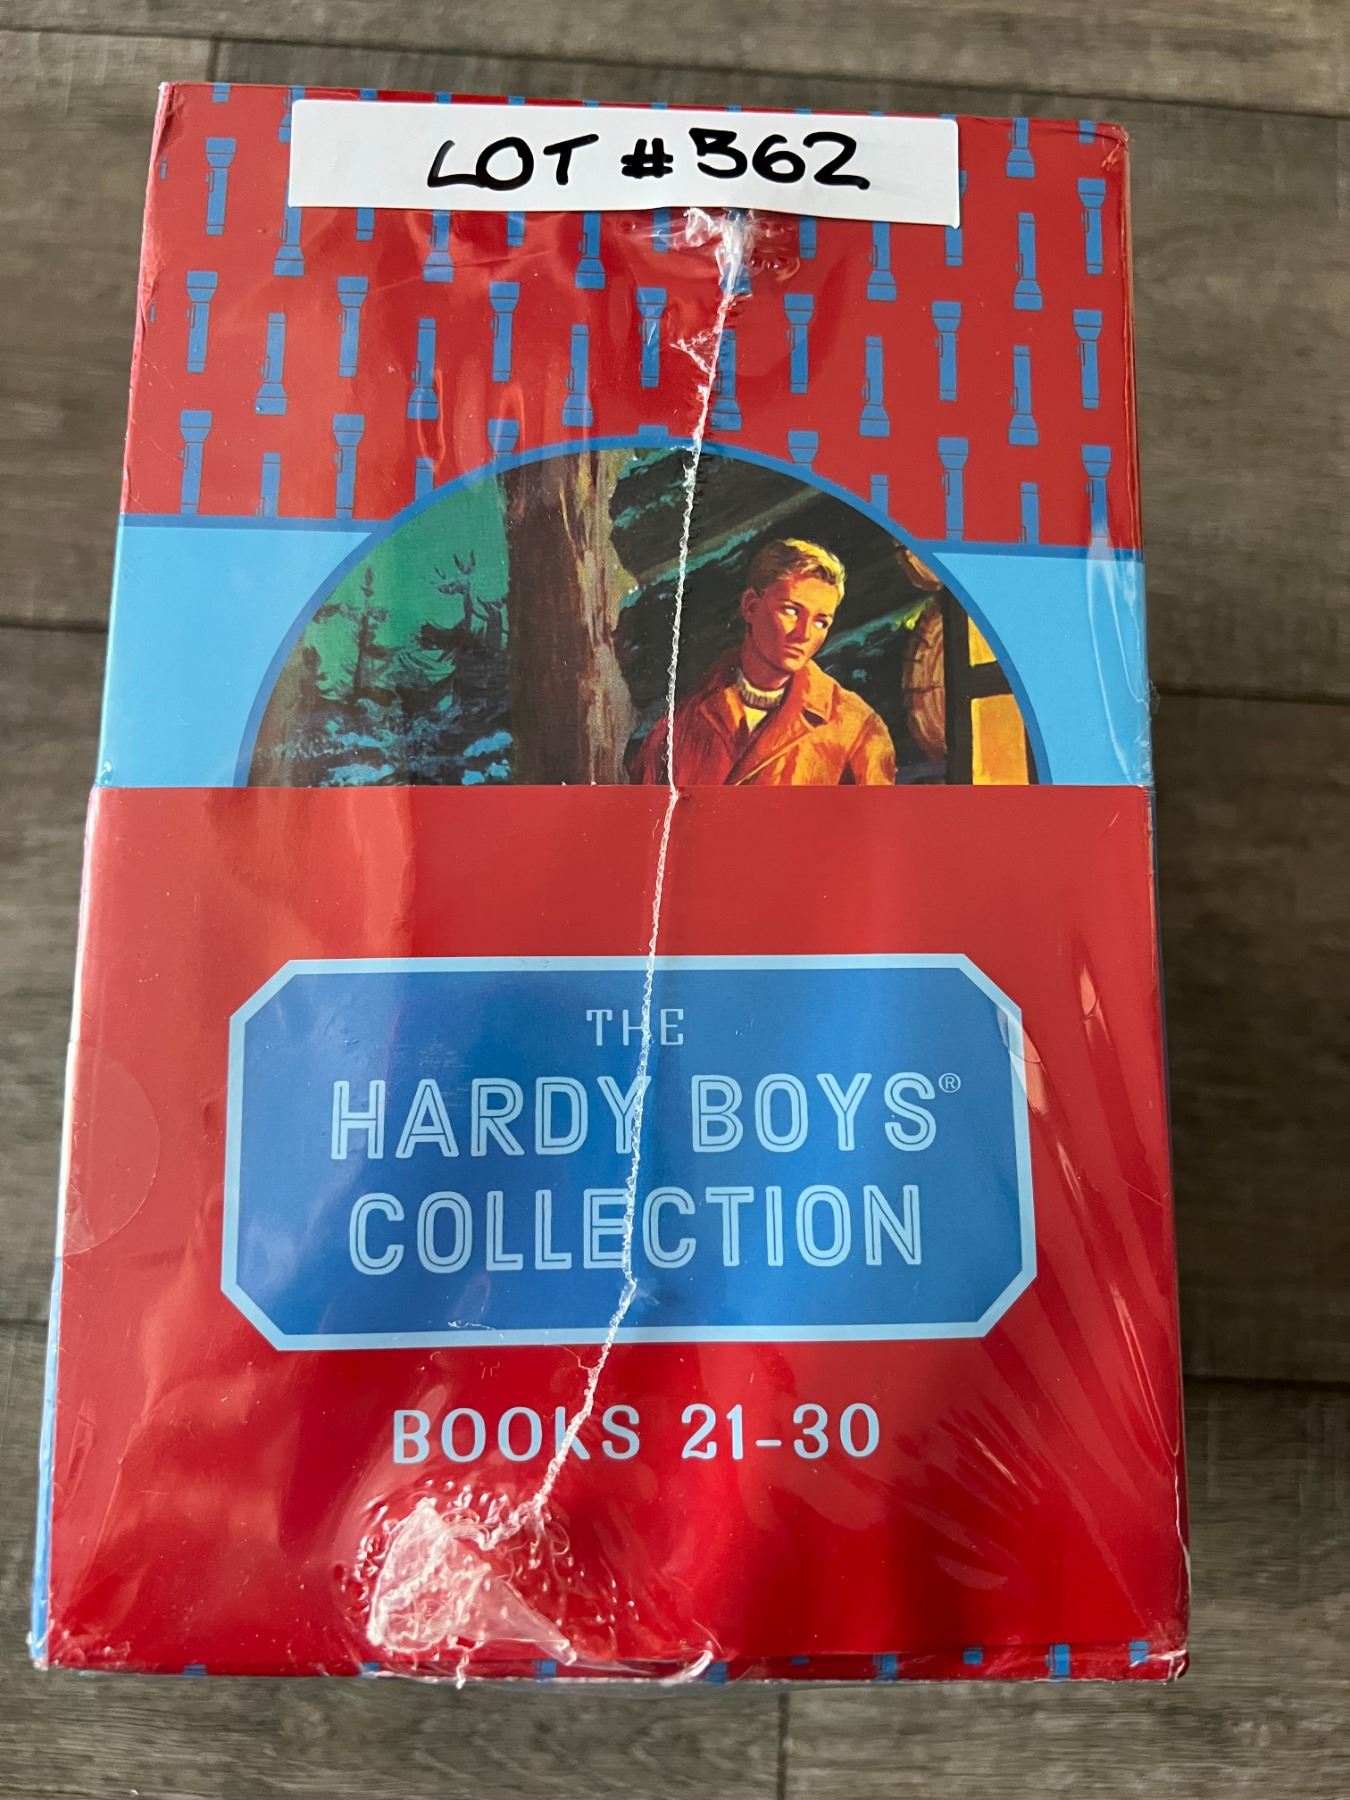 LOT #362
THE
HARDY BOYS®
COLLECTION
BOOKS 21-30